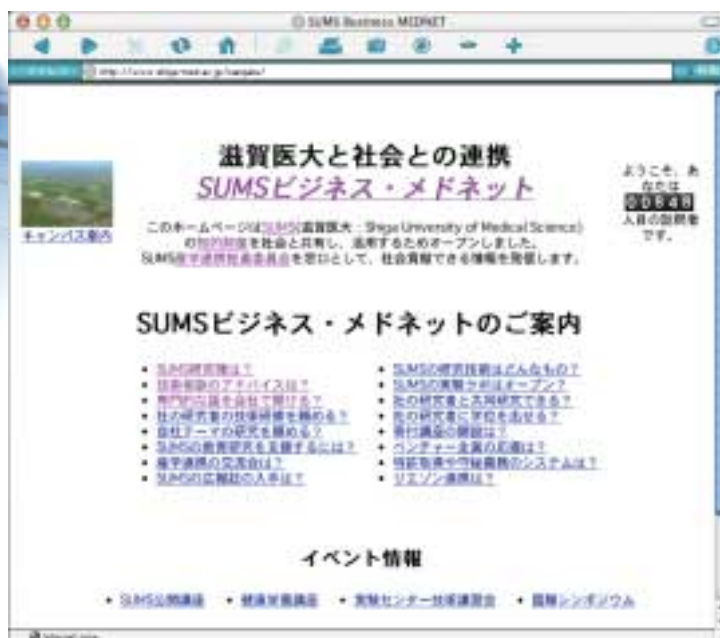 SUMS Business MEDNET
滋賀医大と社会との連携
SUMSビジネス・メドネット
キャンパス案内
ようこそ、あ
なたは
00848
人目の訪問者
です。
このホームページはSUMS(滋賀医大：Shiga University of Medical Science)
の知的財産を社会と共有し、活用するためオープンしました。
SUMS産学連携推進委員会を窓口として、社会貢献できる情報を発信します。
SUMSビジネス・メドネットのご案内
SUMS研究陣は？
技術相談のアドバイスは？
専門的応援を会社で聞ける？
社の研究者の技術研修を頼める？
自社テーマの研究を頼める？
SUMSの教育研究を支援するには？
産学連携の交流会は？
SUMSの広報誌の入手は？
SUMSの研究技術はどんなもの？
SUMSの実験ラボはオープン？
社の研究者と共同研究できる？
社の研究者に学位を出せる？
寄付講座の開設は？
ベンチャー企業の応援は？
特許取得や守秘義務のシステムは？
リエゾン連携は？
イベント情報
SUMS公開講座
健康栄養講座
実験センター技術講習会
国際シンポジウム